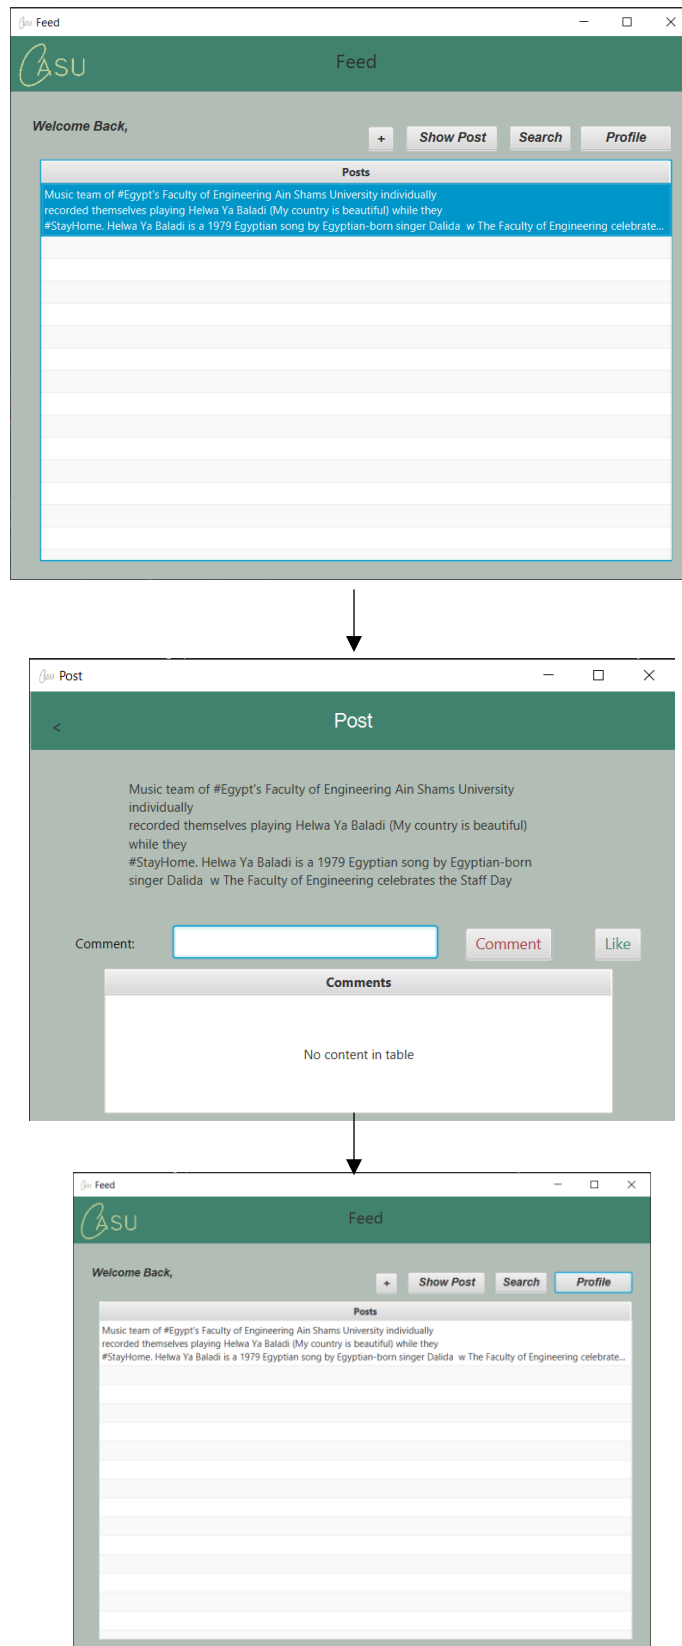 Feed
ASU
Feed
Welcome Back,
+ Show Post Search Profile
Posts
Music team of #Egypt's Faculty of Engineering Ain Shams University individually
recorded themselves playing Helwa Ya Baladi (My country is beautiful) while they
#StayHome. Helwa Ya Baladi is a 1979 Egyptian song by Egyptian-born singer Dalida w The Faculty of Engineering celebrate...
Post
< Post
Music team of #Egypt's Faculty of Engineering Ain Shams University
individually
recorded themselves playing Helwa Ya Baladi (My country is beautiful)
while they
#StayHome. Helwa Ya Baladi is a 1979 Egyptian song by Egyptian-born
singer Dalida w The Faculty of Engineering celebrates the Staff Day
Comment: Comment Like
Comments
No content in table
Feed
ASU
Feed
Welcome Back,
+ Show Post Search Profile
Posts
Music team of #Egypt's Faculty of Engineering Ain Shams University individually
recorded themselves playing Helwa Ya Baladi (My country is beautiful) while they
#StayHome. Helwa Ya Baladi is a 1979 Egyptian song by Egyptian-born singer Dalida w The Faculty of Engineering celebrate...